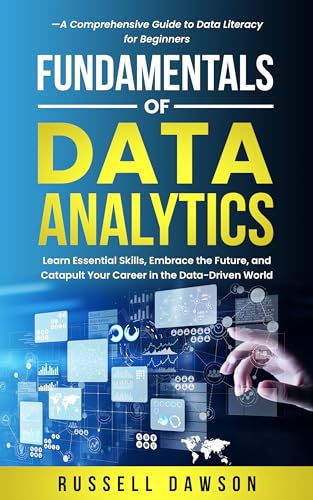 —A Comprehensive Guide to Data Literacy
for Beginners
FUNDAMENTALS
OF
DATA
ANALYTICS
Learn Essential Skills, Embrace the Future, and
Catapult Your Career in the Data-Driven World
RUSSELL DAWSON